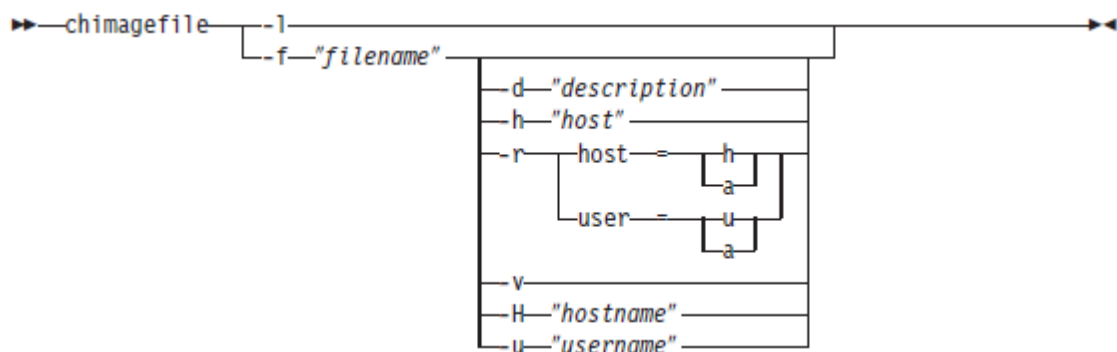 chimagefile -l
-f "filename"
-d "description"
-h "host"
-r host = h
a
user = u
a
-v
-H "hostname"
-u "username"